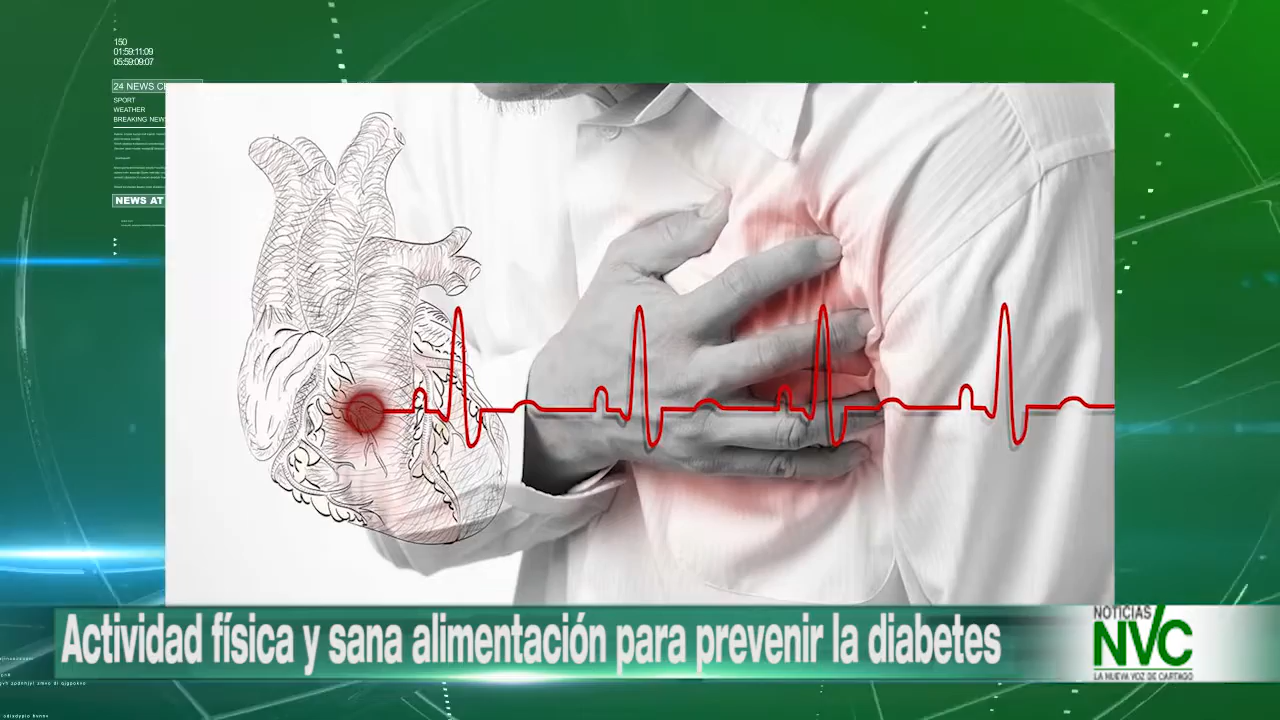 150
01:59:11:09
05:59:09:07
24 NEWS CE
SPORT
WEATHER
BREAKING NEW
NEWS AT
Actividad física y sana alimentación para prevenir la diabetes
NOTICIAS
NVC
LA NUEVA VOZ DE CARTAGO